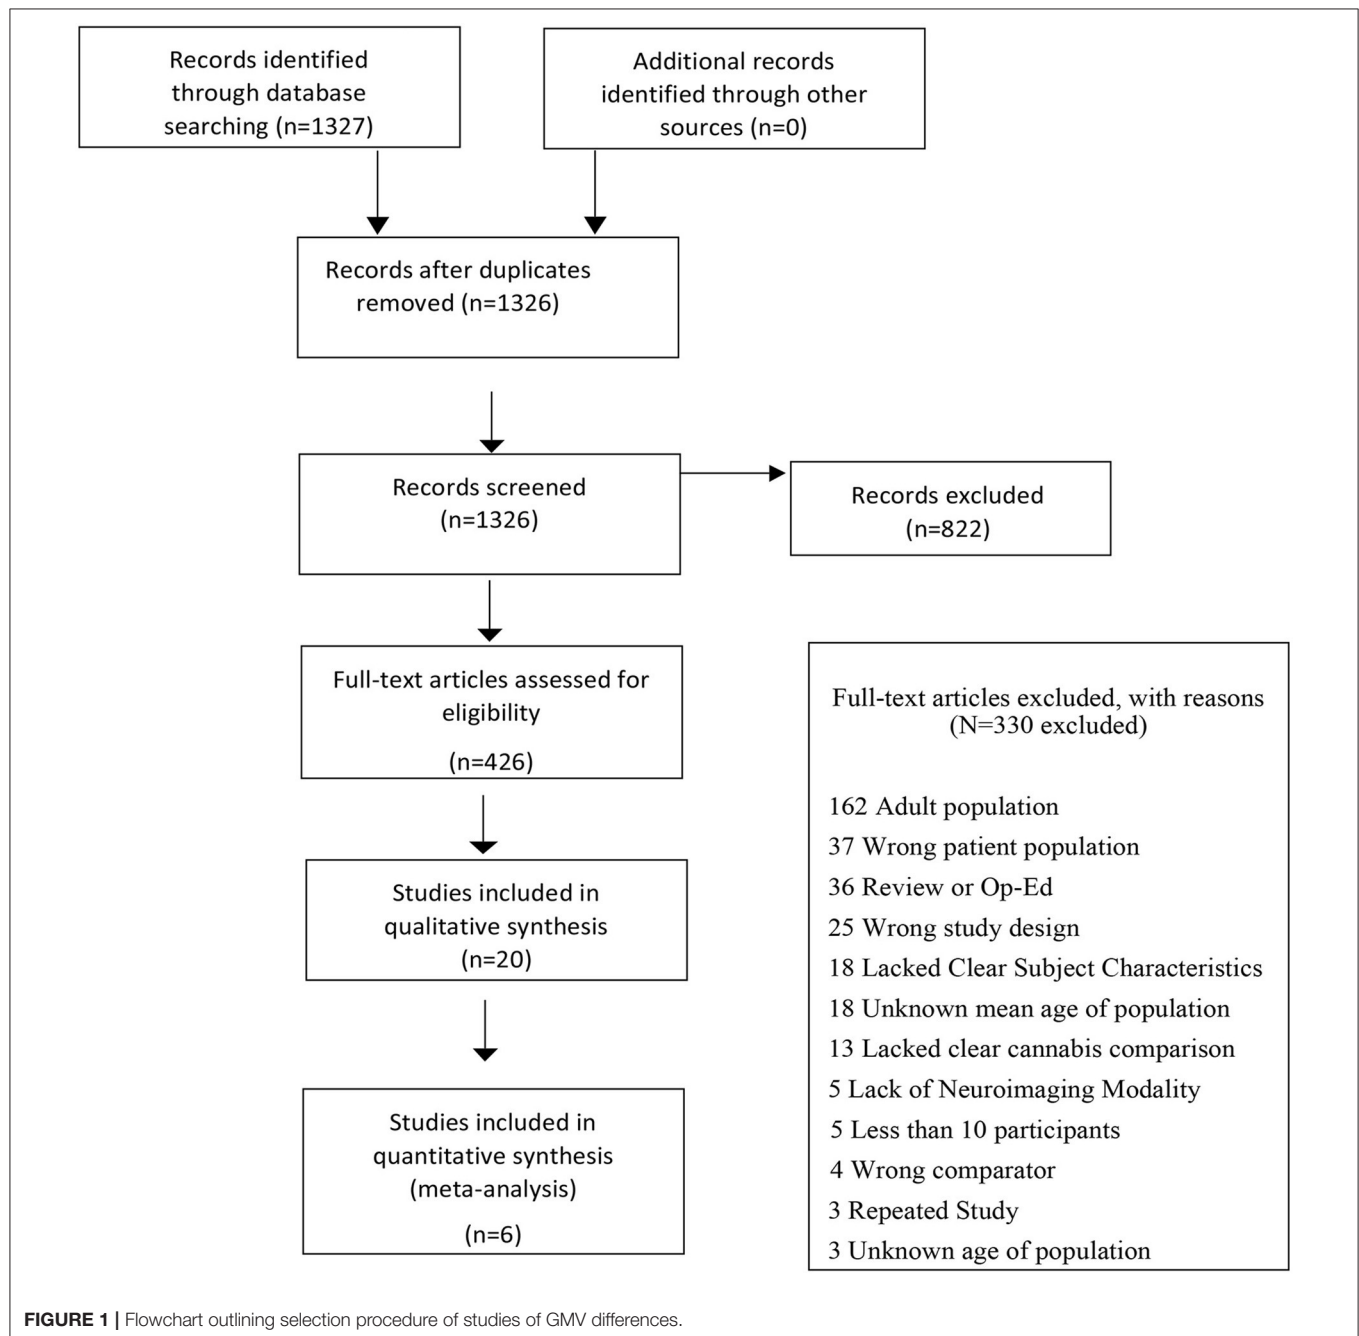 Records identified
through database
searching (n=1327)
Additional records
identified through other
sources (n=0)
Records after duplicates
removed (n=1326)
Records screened
(n=1326)
Records excluded
(n=822)
Full-text articles assessed for
eligibility
(n=426)
Full-text articles excluded, with reasons
(N=330 excluded)
162 Adult population
37 Wrong patient population
36 Review or Op-Ed
25 Wrong study design
18 Lacked Clear Subject Characteristics
18 Unknown mean age of population
13 Lacked clear cannabis comparison
5 Lack of Neuroimaging Modality
5 Less than 10 participants
4 Wrong comparator
3 Repeated Study
3 Unknown age of population
Studies included in
qualitative synthesis
(n=20)
Studies included in
quantitative synthesis
(meta-analysis)
(n=6)
FIGURE 1 | Flowchart outlining selection procedure of studies of GMV differences.